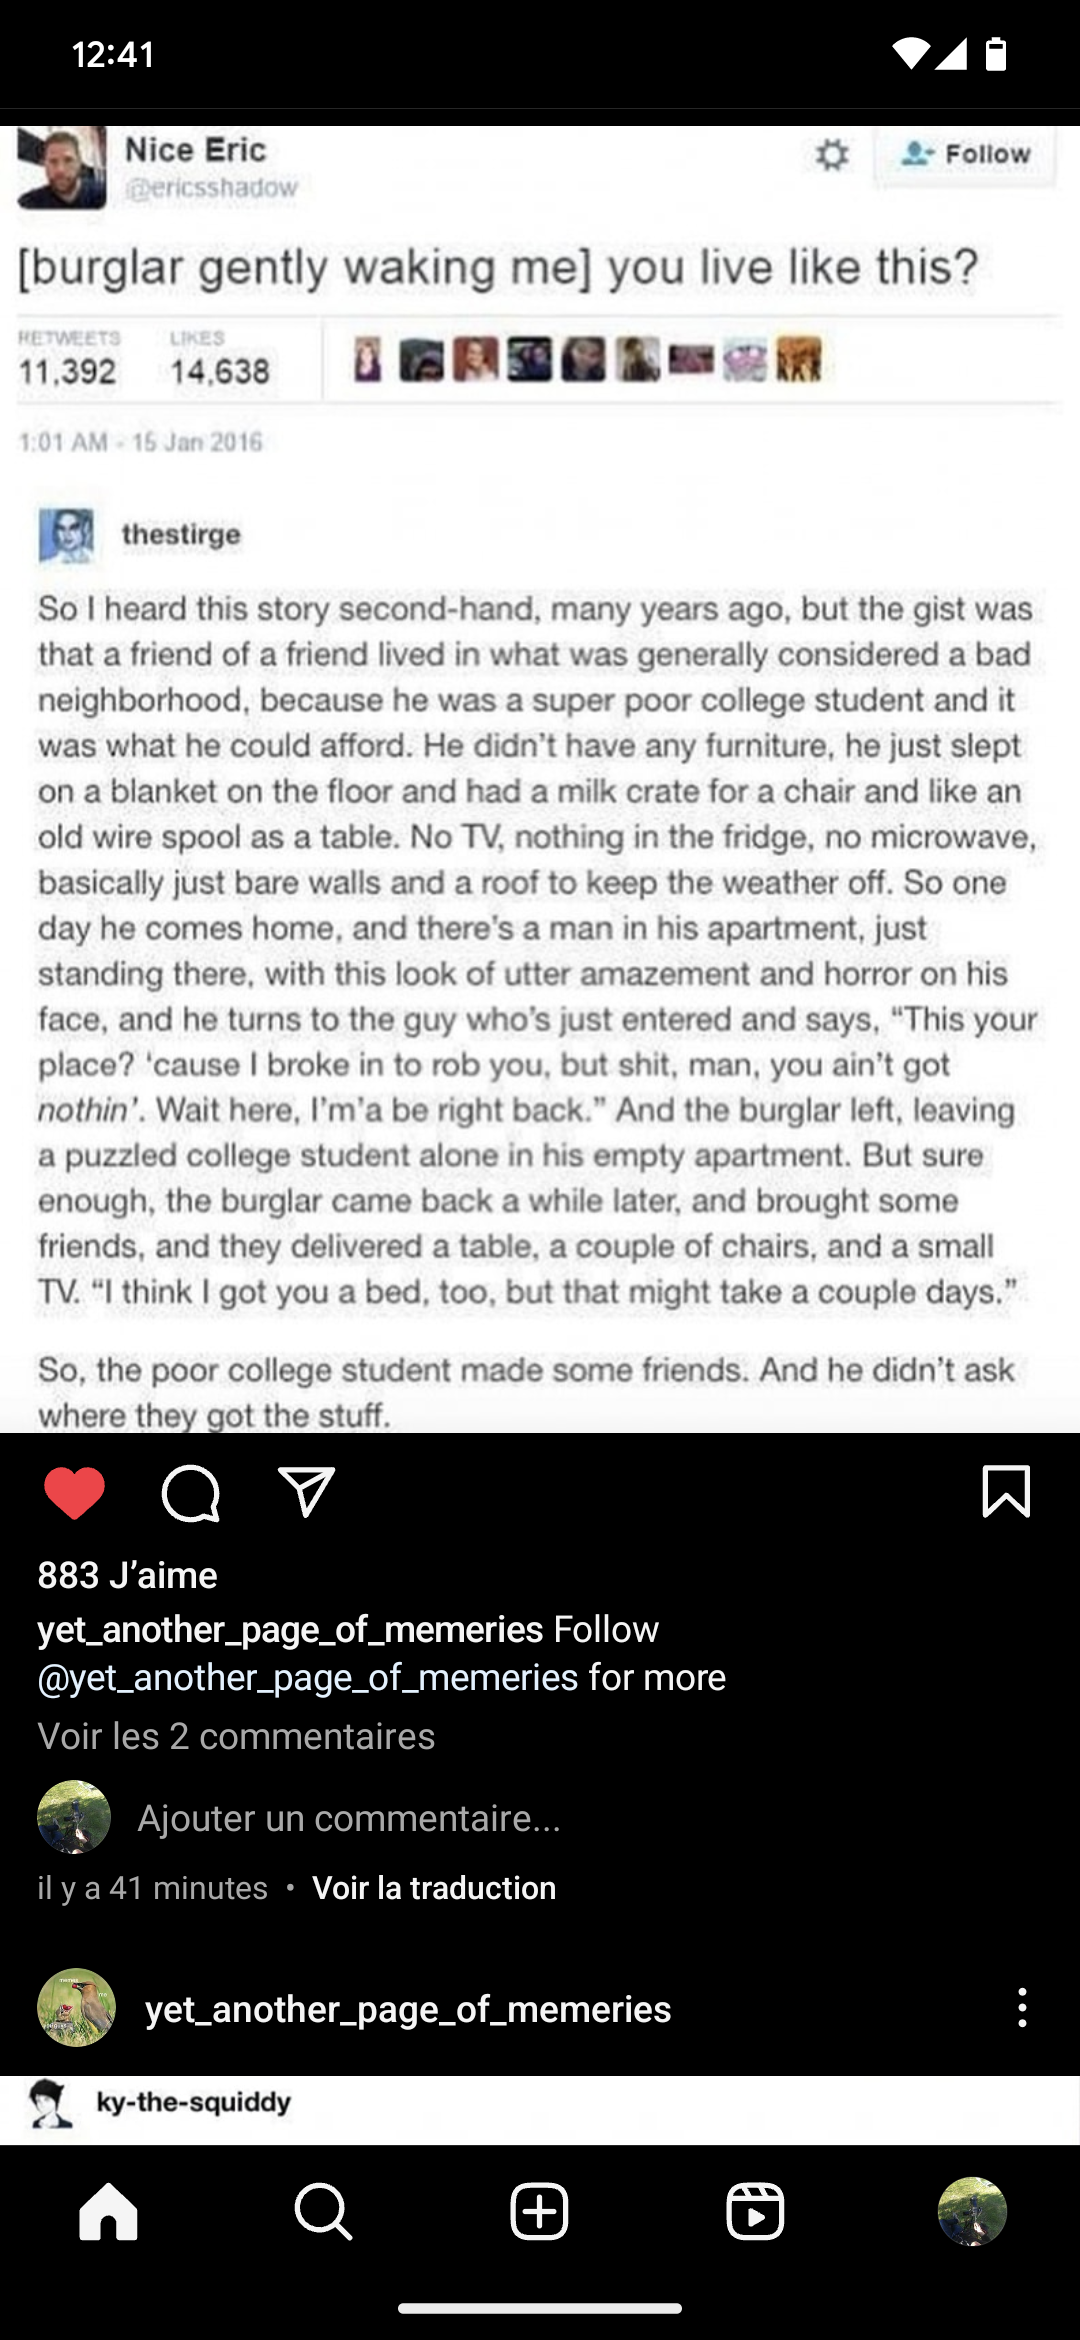 12:41
Nice Eric
@ericsshadow
Follow
[burglar gently waking me] you live like this?
RETWEETS
LIKES
11,392
14,638
1:01 AM - 15 Jan 2016
thestirge
So I heard this story second-hand, many years ago, but the gist was
that a friend of a friend lived in what was generally considered a bad
neighborhood, because he was a super poor college student and it
was what he could afford. He didn't have any furniture, he just slept
on a blanket on the floor and had a milk crate for a chair and like an
old wire spool as a table. No TV, nothing in the fridge, no microwave,
basically just bare walls and a roof to keep the weather off. So one
day he comes home, and there's a man in his apartment, just
standing there, with this look of utter amazement and horror on his
face, and he turns to the guy who's just entered and says, “This your
place? ‘cause I broke in to rob you, but shit, man, you ain't got
nothin’. Wait here, I'm'a be right back.” And the burglar left, leaving
a puzzled college student alone in his empty apartment. But sure
enough, the burglar came back a while later, and brought some
friends, and they delivered a table, a couple of chairs, and a small
TV. “I think I got you a bed, too, but that might take a couple days.”
So, the poor college student made some friends. And he didn't ask
where they got the stuff.
883 J’aime
yet_another_page_of_memeries Follow
@yet_another_page_of_memeries for more
Voir les 2 commentaires
Ajouter un commentaire...
il y a 41 minutes • Voir la traduction
yet_another_page_of_memeries
ky-the-squiddy